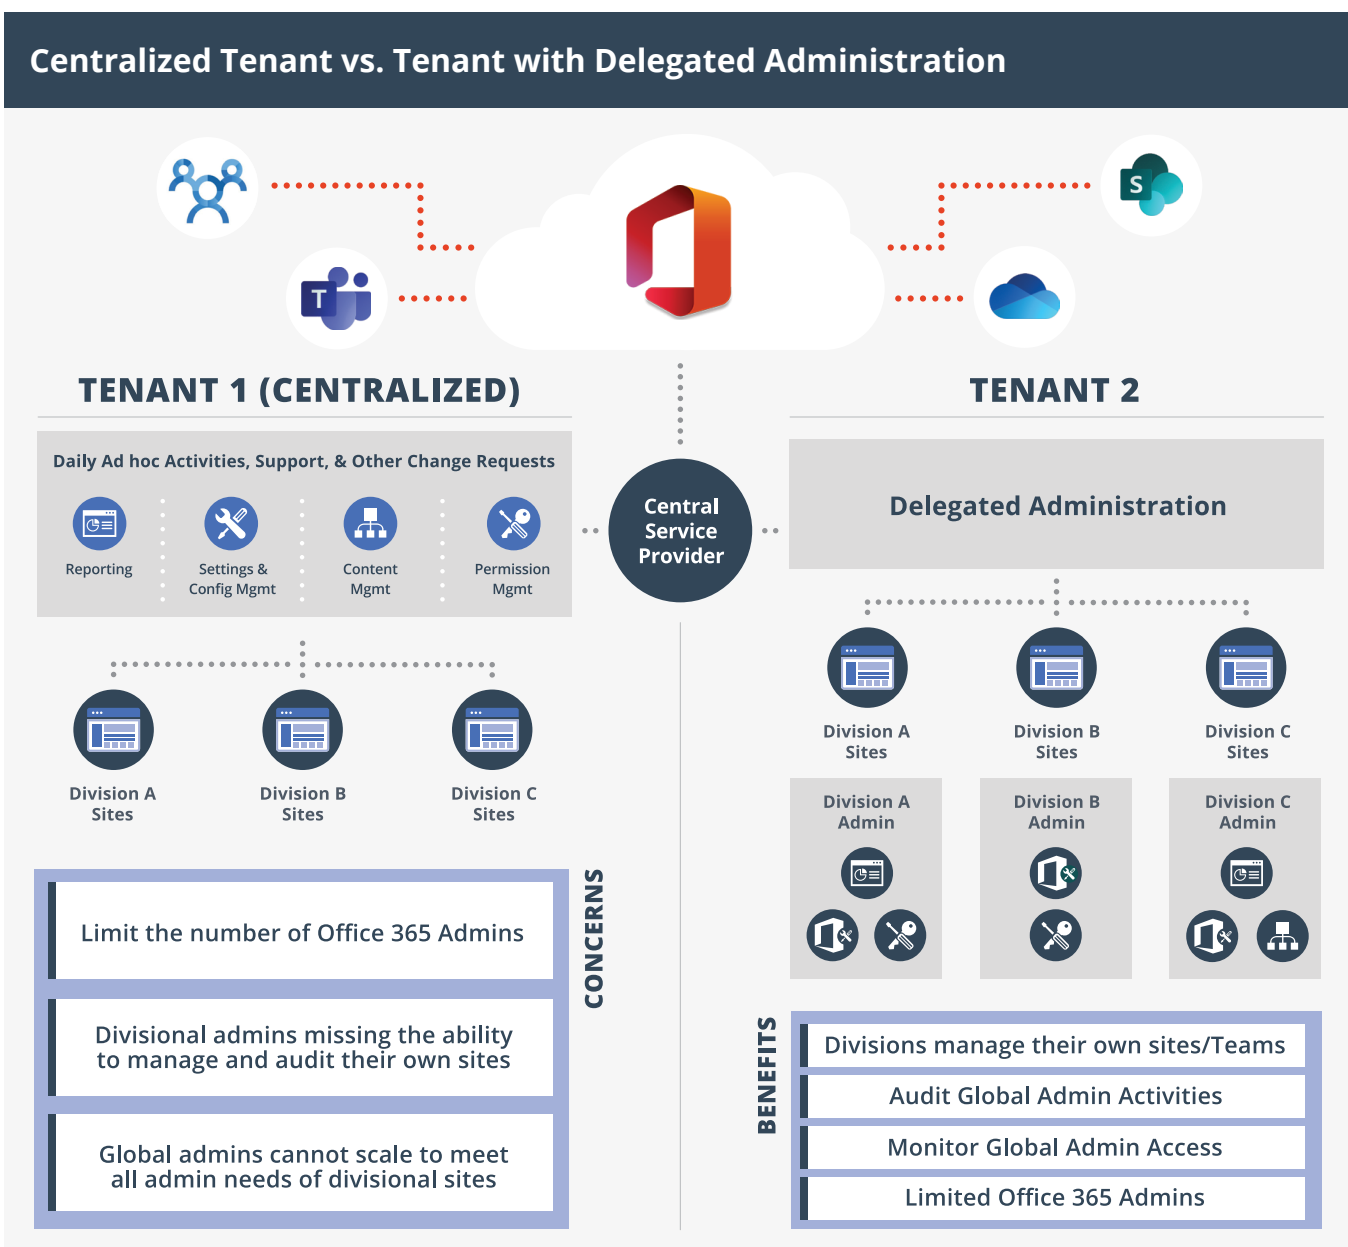 Centralized Tenant vs. Tenant with Delegated Administration
S
T
TENANT 1 (CENTRALIZED)
Daily Ad hoc Activities, Support, & Other Change Requests
Reporting
Settings &
Config Mgmt
Content
Mgmt
Permission
Mgmt
Division A
Sites
Division B
Sites
Division C
Sites
CONCERNS
Limit the number of Office 365 Admins
Divisional admins missing the ability
to manage and audit their own sites
Global admins cannot scale to meet
all admin needs of divisional sites
Central
Service
Provider
TENANT 2
Delegated Administration
Division A
Sites
Division B
Sites
Division C
Sites
Division A
Admin
Division B
Admin
Division C
Admin
BENEFITS
Divisions manage their own sites/Teams
Audit Global Admin Activities
Monitor Global Admin Access
Limited Office 365 Admins